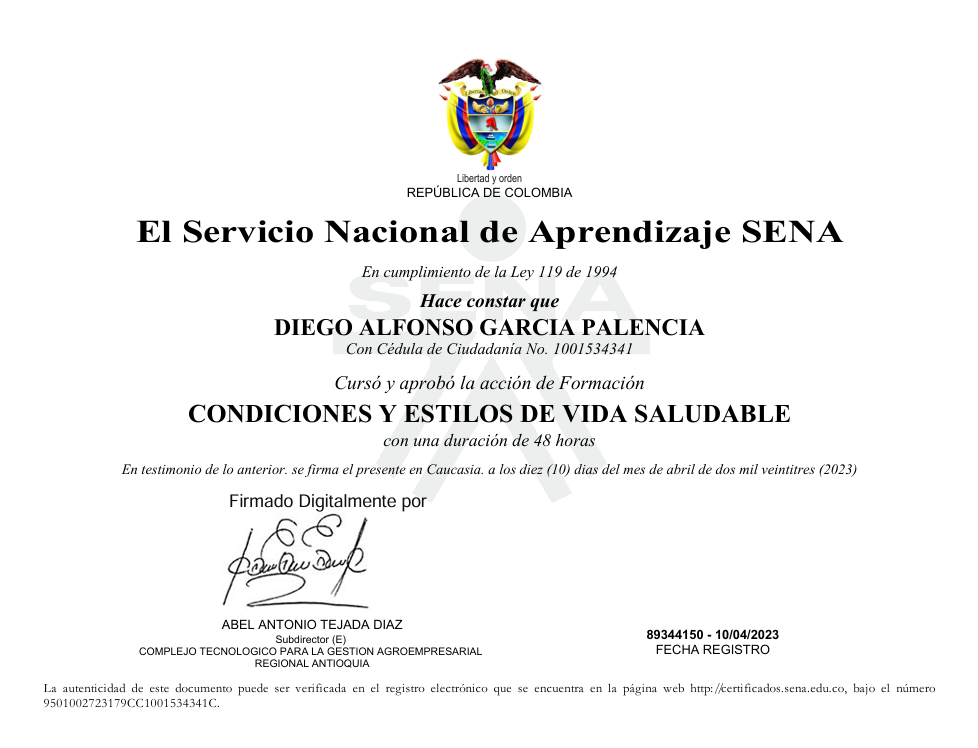 Libertad y Orden
Libertad y orden
REPÚBLICA DE COLOMBIA
El Servicio Nacional de Aprendizaje SENA
En cumplimiento de la Ley 119 de 1994
SENA
Hace constar que
DIEGO ALFONSO GARCIA PALENCIA
Con Cédula de Ciudadanía No. 1001534341
Cursó y aprobó la acción de Formación
CONDICIONES Y ESTILOS DE VIDA SALUDABLE
con una duración de 48 horas
En testimonio de lo anterior. se firma el presente en Caucasia. a los diez (10) dias del mes de abril de dos mil veintitres (2023)
Firmado Digitalmente por
ABEL ANTONIO TEJADA DIAZ
Subdirector (E)
COMPLEJO TECNOLOGICO PARA LA GESTION AGROEMPRESARIAL
REGIONAL ANTIOQUIA
89344150 - 10/04/2023
FECHA REGISTRO
La autenticidad de este documento puede ser verificada en el registro electrónico que se encuentra en la página web http://certificados.sena.edu.co, bajo el número
9501002723179CC1001534341C.